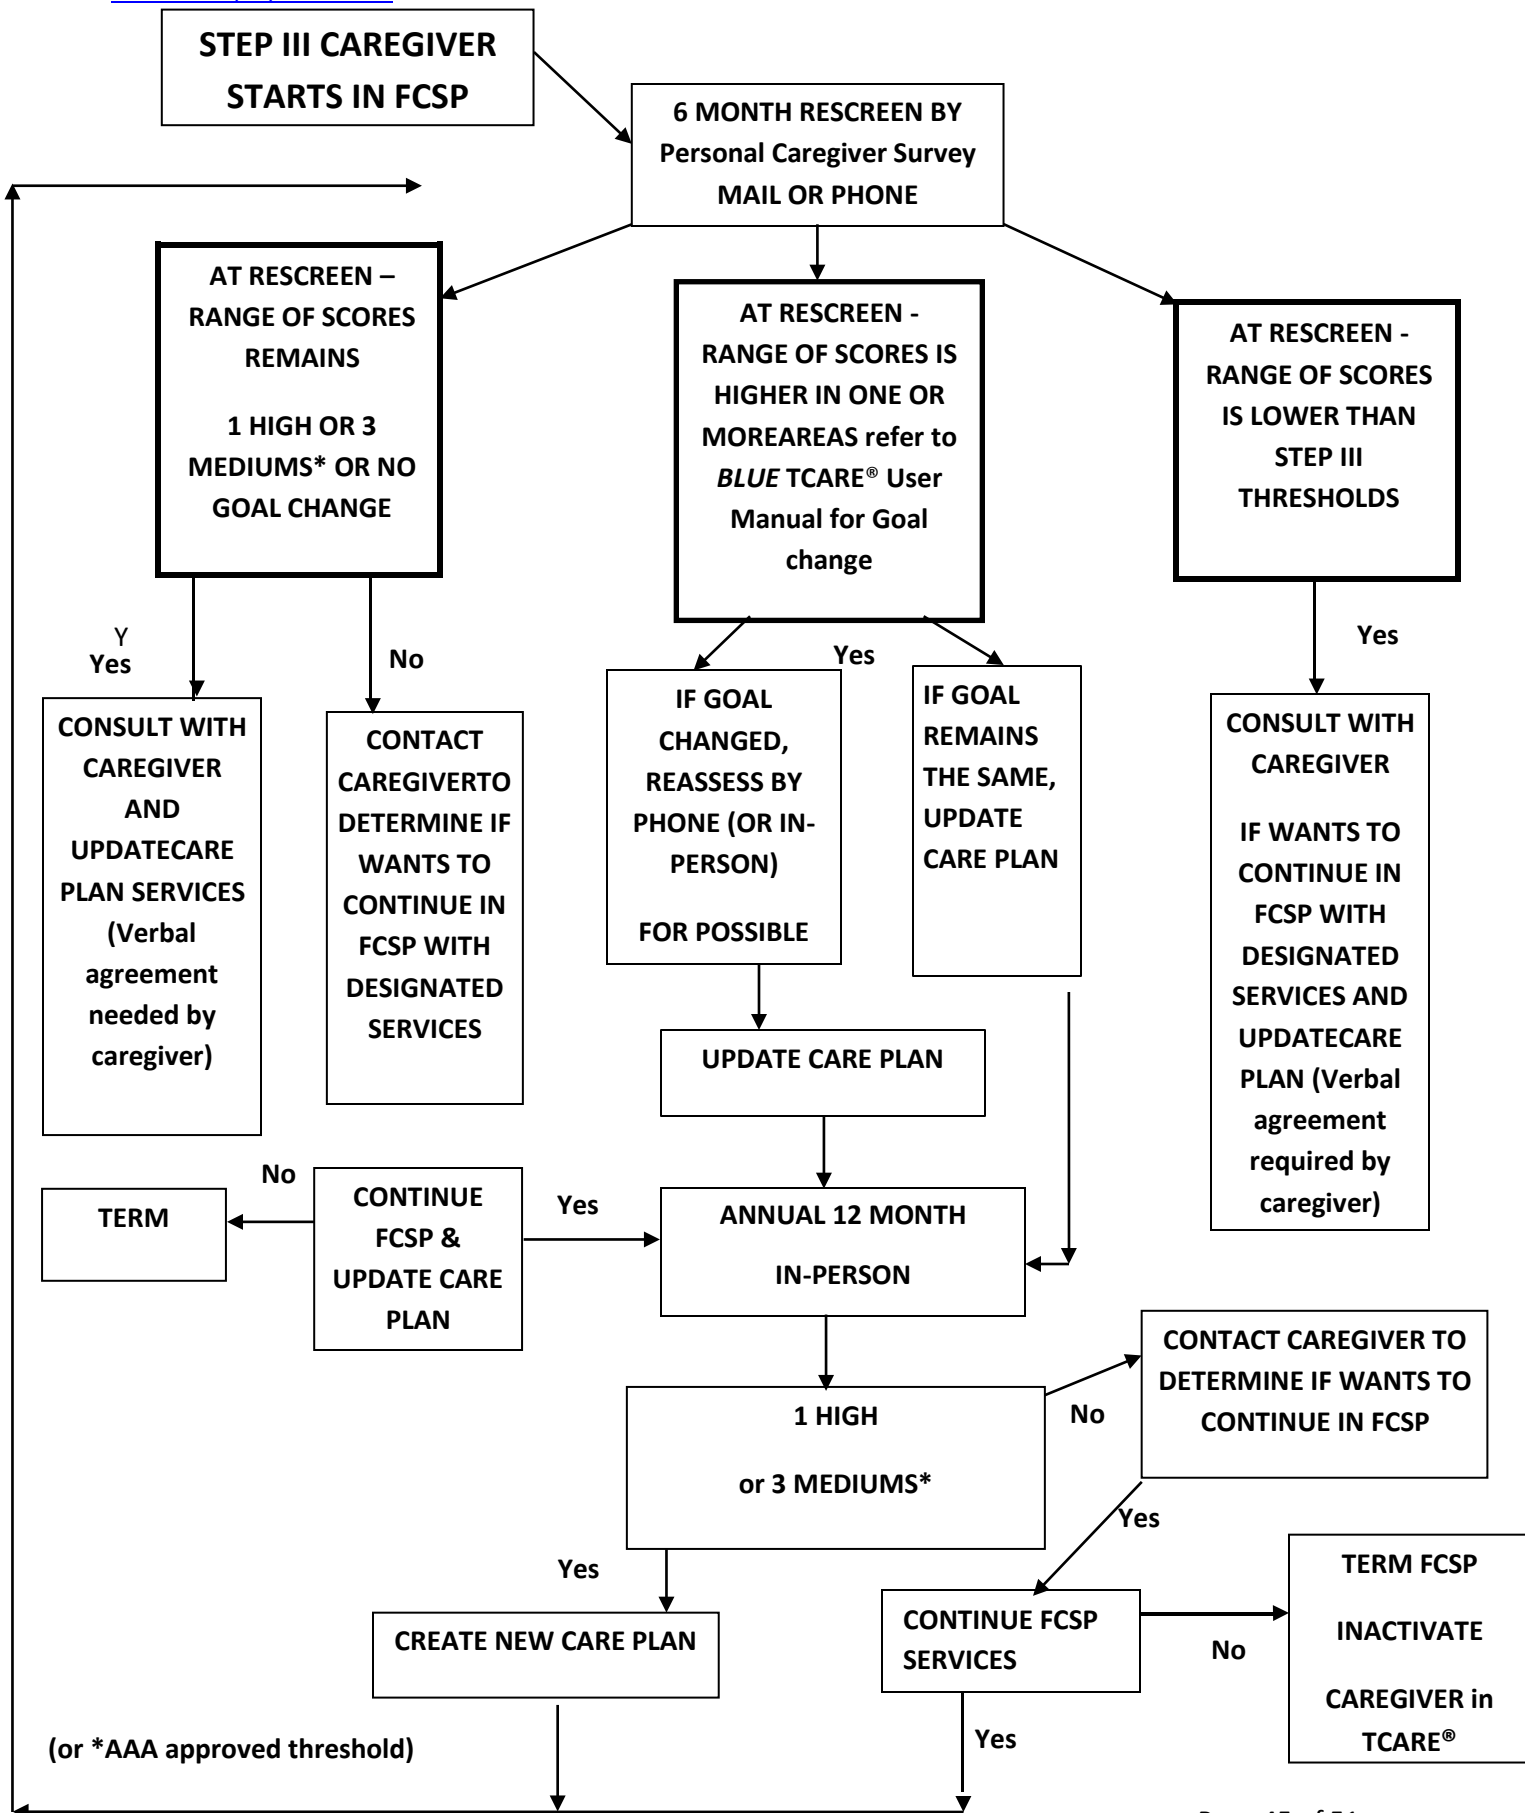 STEP III CAREGIVER
STARTS IN FCSP
6 MONTH RESCREEN BY
Personal Caregiver Survey
MAIL OR PHONE
AT RESCREEN –
RANGE OF SCORES
REMAINS
1 HIGH OR 3
MEDIUMS* OR NO
GOAL CHANGE
AT RESCREEN -
RANGE OF SCORES IS
HIGHER IN ONE OR
MOREAREAS refer to
BLUE TCARE® User
Manual for Goal
change
AT RESCREEN -
RANGE OF SCORES
IS LOWER THAN
STEP III
THRESHOLDS
Y
Yes
No
Yes
Yes
CONSULT WITH
CAREGIVER
AND
UPDATECARE
PLAN SERVICES
(Verbal
agreement
needed by
caregiver)
CONTACT
CAREGIVERTO
DETERMINE IF
WANTS TO
CONTINUE IN
FCSP WITH
DESIGNATED
SERVICES
IF GOAL
CHANGED,
REASSESS BY
PHONE (OR IN-
PERSON)
FOR POSSIBLE
IF GOAL
REMAINS
THE SAME,
UPDATE
CARE PLAN
CONSULT WITH
CAREGIVER
IF WANTS TO
CONTINUE IN
FCSP WITH
DESIGNATED
SERVICES AND
UPDATECARE
PLAN (Verbal
agreement
required by
caregiver)
UPDATE CARE PLAN
TERM
No
CONTINUE
FCSP &
UPDATE CARE
PLAN
Yes
ANNUAL 12 MONTH
IN-PERSON
1 HIGH
or 3 MEDIUMS*
No
CONTACT CAREGIVER TO
DETERMINE IF WANTS TO
CONTINUE IN FCSP
Yes
Yes
CREATE NEW CARE PLAN
CONTINUE FCSP
SERVICES
No
TERM FCSP
INACTIVATE
CAREGIVER in
TCARE®
Yes
(or *AAA approved threshold)